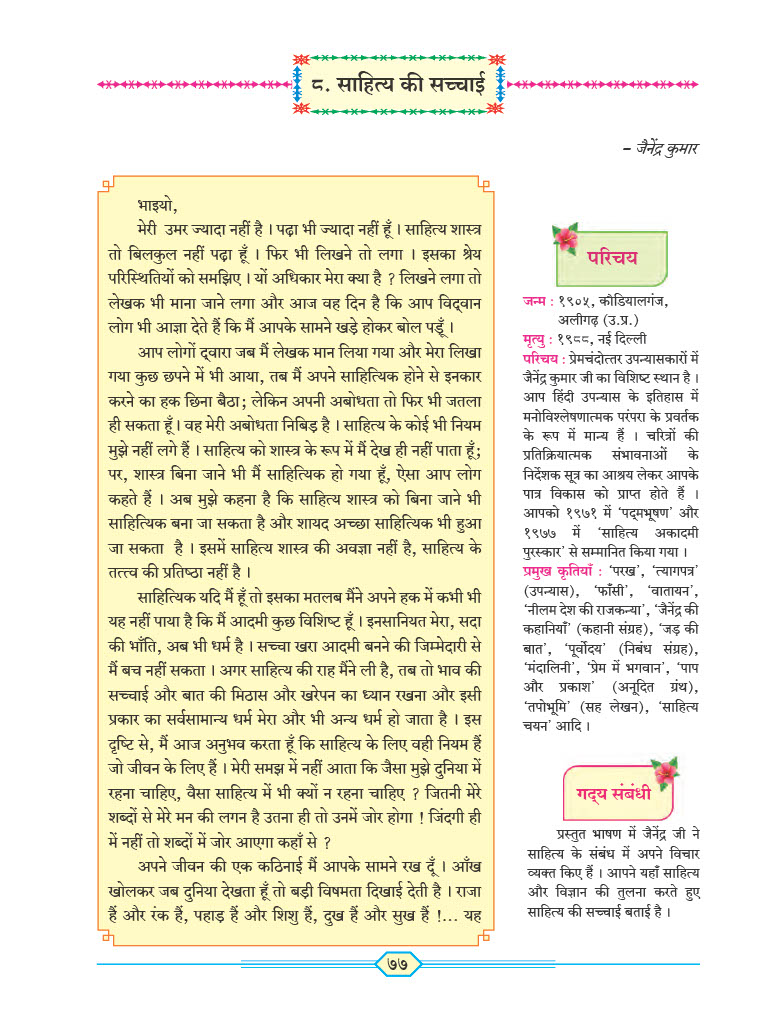 ८. साहित्य की सच्चाई
– जैनेंद्र कुमार
भाइयो,
मेरी उमर ज्यादा नहीं है । पढ़ा भी ज्यादा नहीं हूँ । साहित्य शास्त्र
तो बिलकुल नहीं पढ़ा हूँ । फिर भी लिखने तो लगा । इसका श्रेय
परिस्थितियों को समझिए । यों अधिकार मेरा क्या है ? लिखने लगा तो
लेखक भी माना जाने लगा और आज वह दिन है कि आप विद्‌वान
लोग भी आज्ञा देते हैं कि मैं आपके सामने खड़े होकर बोल पड़ूँ ।
आप लोगों द्‌वारा जब मैं लेखक मान लिया गया और मेरा लिखा
गया कुछ छपने में भी आया, तब मैं अपने साहित्यिक होने से इनकार
करने का हक छिना बैठा; लेकिन अपनी अबोधता तो फिर भी जतला
ही सकता हूँ । वह मेरी अबोधता निबिड़ है । साहित्य के कोई भी नियम
मुझे नहीं लगे हैं । साहित्य को शास्त्र के रूप में मैं देख ही नहीं पाता हूँ;
पर, शास्त्र बिना जाने भी मैं साहित्यिक हो गया हूँ, ऐसा आप लोग
कहते हैं । अब मुझे कहना है कि साहित्य शास्त्र को बिना जाने भी
साहित्यिक बना जा सकता है और शायद अच्छा साहित्यिक भी हुआ
जा सकता है । इसमें साहित्य शास्त्र की अवज्ञा नहीं है, साहित्य के
तत्त्व की प्रतिष्ठा नहीं है ।
साहित्यिक यदि मैं हूँ तो इसका मतलब मैंने अपने हक में कभी भी
यह नहीं पाया है कि मैं आदमी कुछ विशिष्ट हूँ । इनसानियत मेरा, सदा
की भाँति, अब भी धर्म है । सच्चा खरा आदमी बनने की जिम्मेदारी से
मैं बच नहीं सकता । अगर साहित्य की राह मैंने ली है, तब तो भाव की
सच्चाई और बात की मिठास और खरेपन का ध्यान रखना और इसी
प्रकार का सर्वसामान्य धर्म मेरा और भी अन्य धर्म हो जाता है । इस
दृष्टि से, मैं आज अनुभव करता हूँ कि साहित्य के लिए वही नियम हैं
जो जीवन के लिए हैं । मेरी समझ में नहीं आता कि जैसा मुझे दुनिया में
रहना चाहिए, वैसा साहित्य में भी क्यों न रहना चाहिए ? जितनी मेरे
शब्दों से मेरे मन की लगन है उतना ही तो उनमें जोर होगा ! जिंदगी ही
में नहीं तो शब्दों में जोर आएगा कहाँ से ?
अपने जीवन की एक कठिनाई मैं आपके सामने रख दूँ । आँख
खोलकर जब दुनिया देखता हूँ तो बड़ी विषमता दिखाई देती है । राजा
हैं और रंक हैं, पहाड़ हैं और शिशु हैं, दुख हैं और सुख हैं !... यह
परिचय
जन्म : १९०५, कौडियालगंज,
अलीगढ़ (उ.प्र.)
मृत्यु : १९८८, नई दिल्ली
परिचय : प्रेमचंदोत्तर उपन्यासकारों में
जैनेंद्र कुमार जी का विशिष्ट स्थान है ।
आप हिंदी उपन्यास के इतिहास में
मनोविश्लेषणात्मक परंपरा के प्रवर्तक
के रूप में मान्य हैं । चरित्रों की
प्रतिक्रियात्मक संभावनाओं के
निर्देशक सूत्र का आश्रय लेकर आपके
पात्र विकास को प्राप्त होते हैं ।
आपको १९७१ में ‘पद्‌मभूषण’ और
१९७७ में ‘साहित्य अकादमी
पुरस्कार’ से सम्मानित किया गया ।
प्रमुख कृतियाँ : ‘परख’, ‘त्यागपत्र’
(उपन्यास), ‘फाँसी’, ‘वातायन’,
‘नीलम देश की राजकन्या’, ‘जैनेंद्र की
कहानियाँ’ (कहानी संग्रह), ‘जड़ की
बात’, ‘पूर्वोदय’ (निबंध संग्रह),
‘मंदालिनी’, ‘प्रेम में भगवान’, ‘पाप
और प्रकाश’ (अनूदित ग्रंथ),
‘तपोभूमि’ (सह लेखन), ‘साहित्य
चयन’ आदि ।
गद्‌य संबंधी
प्रस्तुत भाषण में जैनेंद्र जी ने
साहित्य के संबंध में अपने विचार
व्यक्त किए हैं । आपने यहाँ साहित्य
और विज्ञान की तुलना करते हुए
साहित्य की सच्चाई बताई है ।
७७